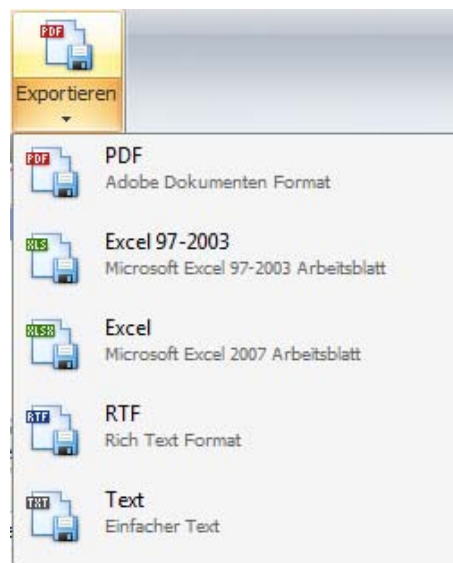 PDF
Exportieren
PDF
PDF
Adobe Dokumenten Format
XLS
Excel 97-2003
Microsoft Excel 97-2003 Arbeitsblatt
XLSX
Excel
Microsoft Excel 2007 Arbeitsblatt
RTF
RTF
Rich Text Format
TXT
Text
Einfacher Text